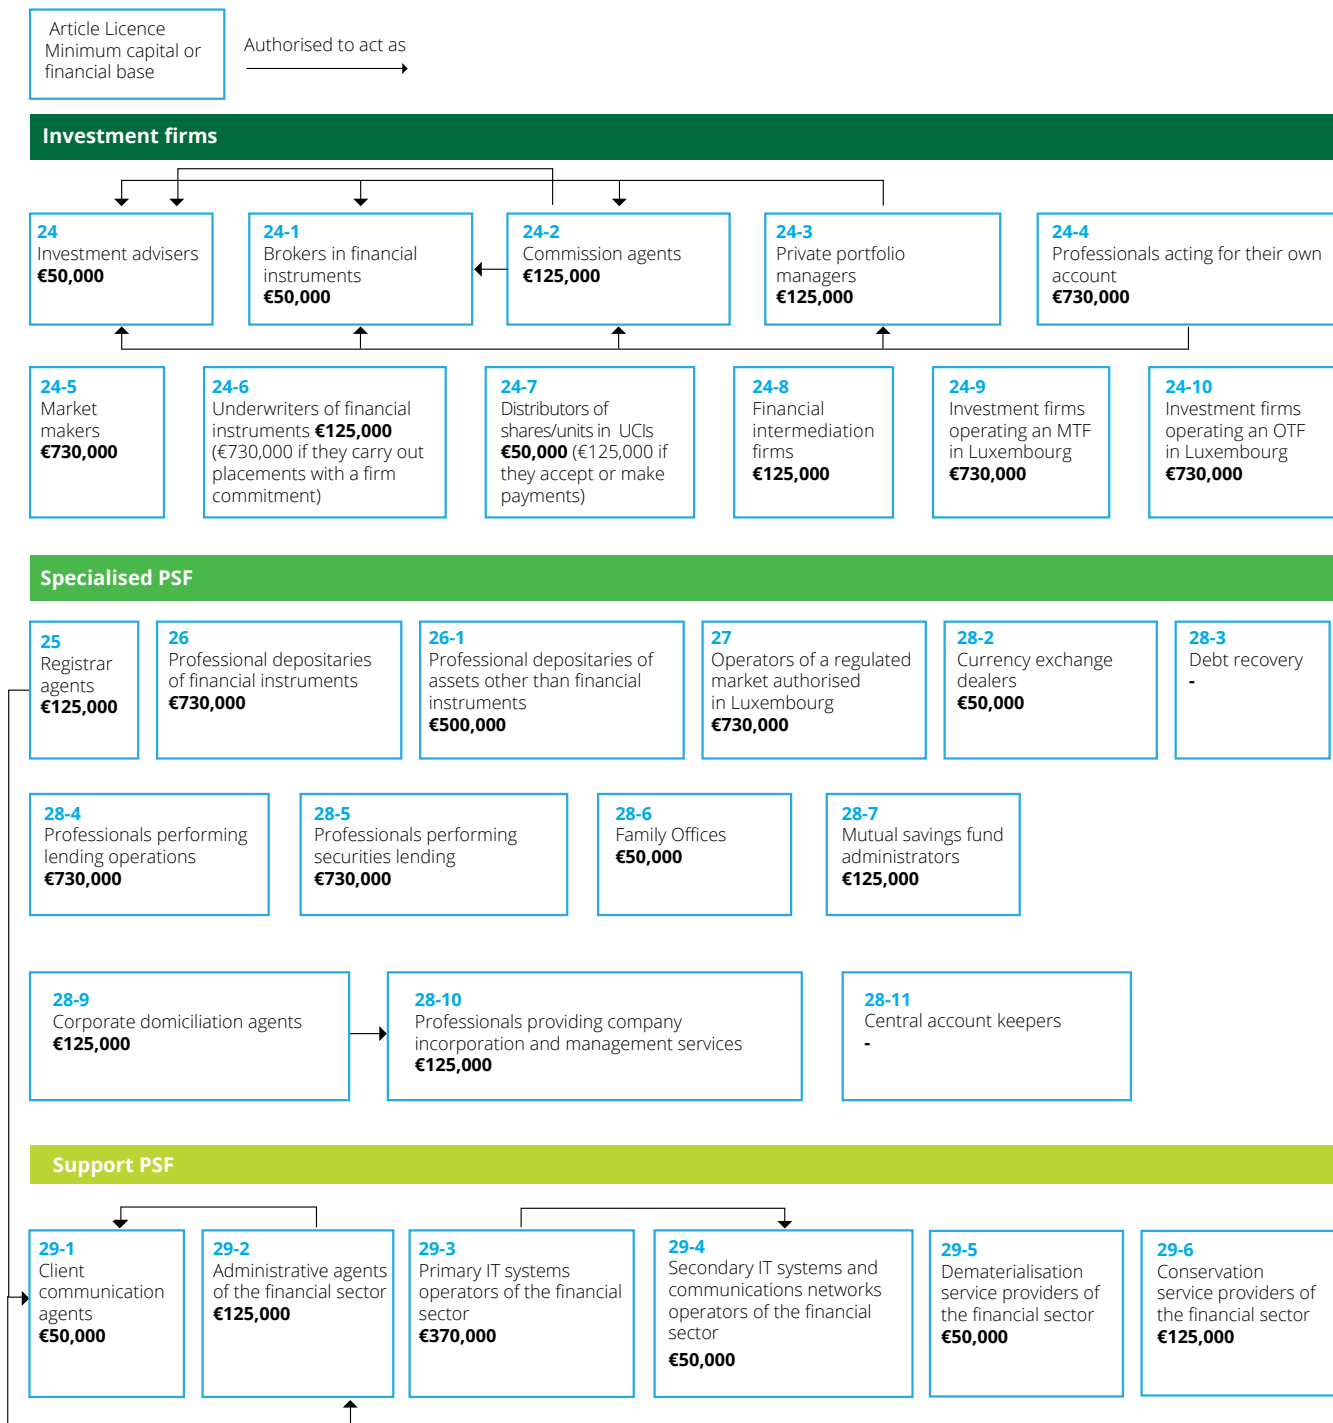 Article Licence
Minimum capital or
financial base
Authorised to act as
Investment firms
24
Investment advisers
€50,000
24-1
Brokers in financial
instruments
€50,000
24-2
Commission agents
€125,000
24-3
Private portfolio
managers
€125,000
24-4
Professionals acting for their own
account
€730,000
24-5
Market
makers
€730,000
24-6
Underwriters of financial
instruments €125,000
(€730,000 if they carry out
placements with a firm
commitment)
24-7
Distributors of
shares/units in UCIs
€50,000 (€125,000 if
they accept or make
payments)
24-8
Financial
intermediation
firms
€125,000
24-9
Investment firms
operating an MTF
in Luxembourg
€730,000
24-10
Investment firms
operating an OTF
in Luxembourg
€730,000
Specialised PSF
25
Registrar
agents
€125,000
26
Professional depositaries
of financial instruments
€730,000
26-1
Professional depositaries of
assets other than financial
instruments
€500,000
27
Operators of a regulated
market authorised
in Luxembourg
€730,000
28-2
Currency exchange
dealers
€50,000
28-3
Debt recovery
-
28-4
Professionals performing
lending operations
€730,000
28-5
Professionals performing
securities lending
€730,000
28-6
Family Offices
€50,000
28-7
Mutual savings fund
administrators
€125,000
28-9
Corporate domiciliation agents
€125,000
28-10
Professionals providing company
incorporation and management services
€125,000
28-11
Central account keepers
-
Support PSF
29-1
Client
communication
agents
€50,000
29-2
Administrative agents
of the financial sector
€125,000
29-3
Primary IT systems
operators of the financial
sector
€370,000
29-4
Secondary IT systems and
communications networks
operators of the financial
sector
€50,000
29-5
Dematerialisation
service providers of
the financial sector
€50,000
29-6
Conservation
service providers of
the financial sector
€125,000